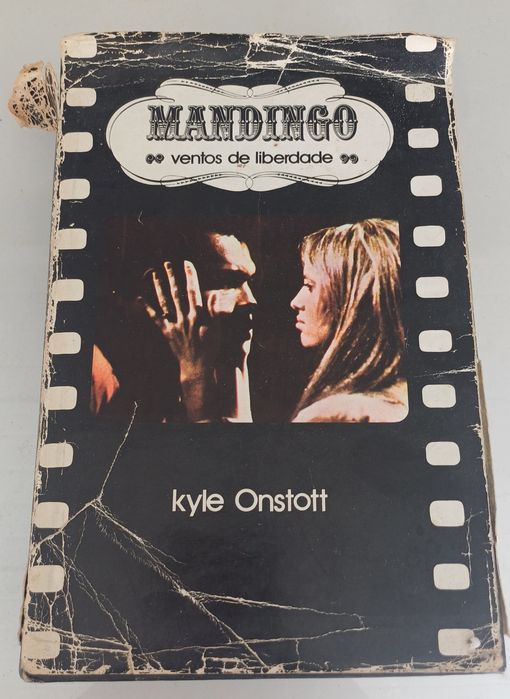 MANDINGO
ventos de liberdade
kyle Onstott